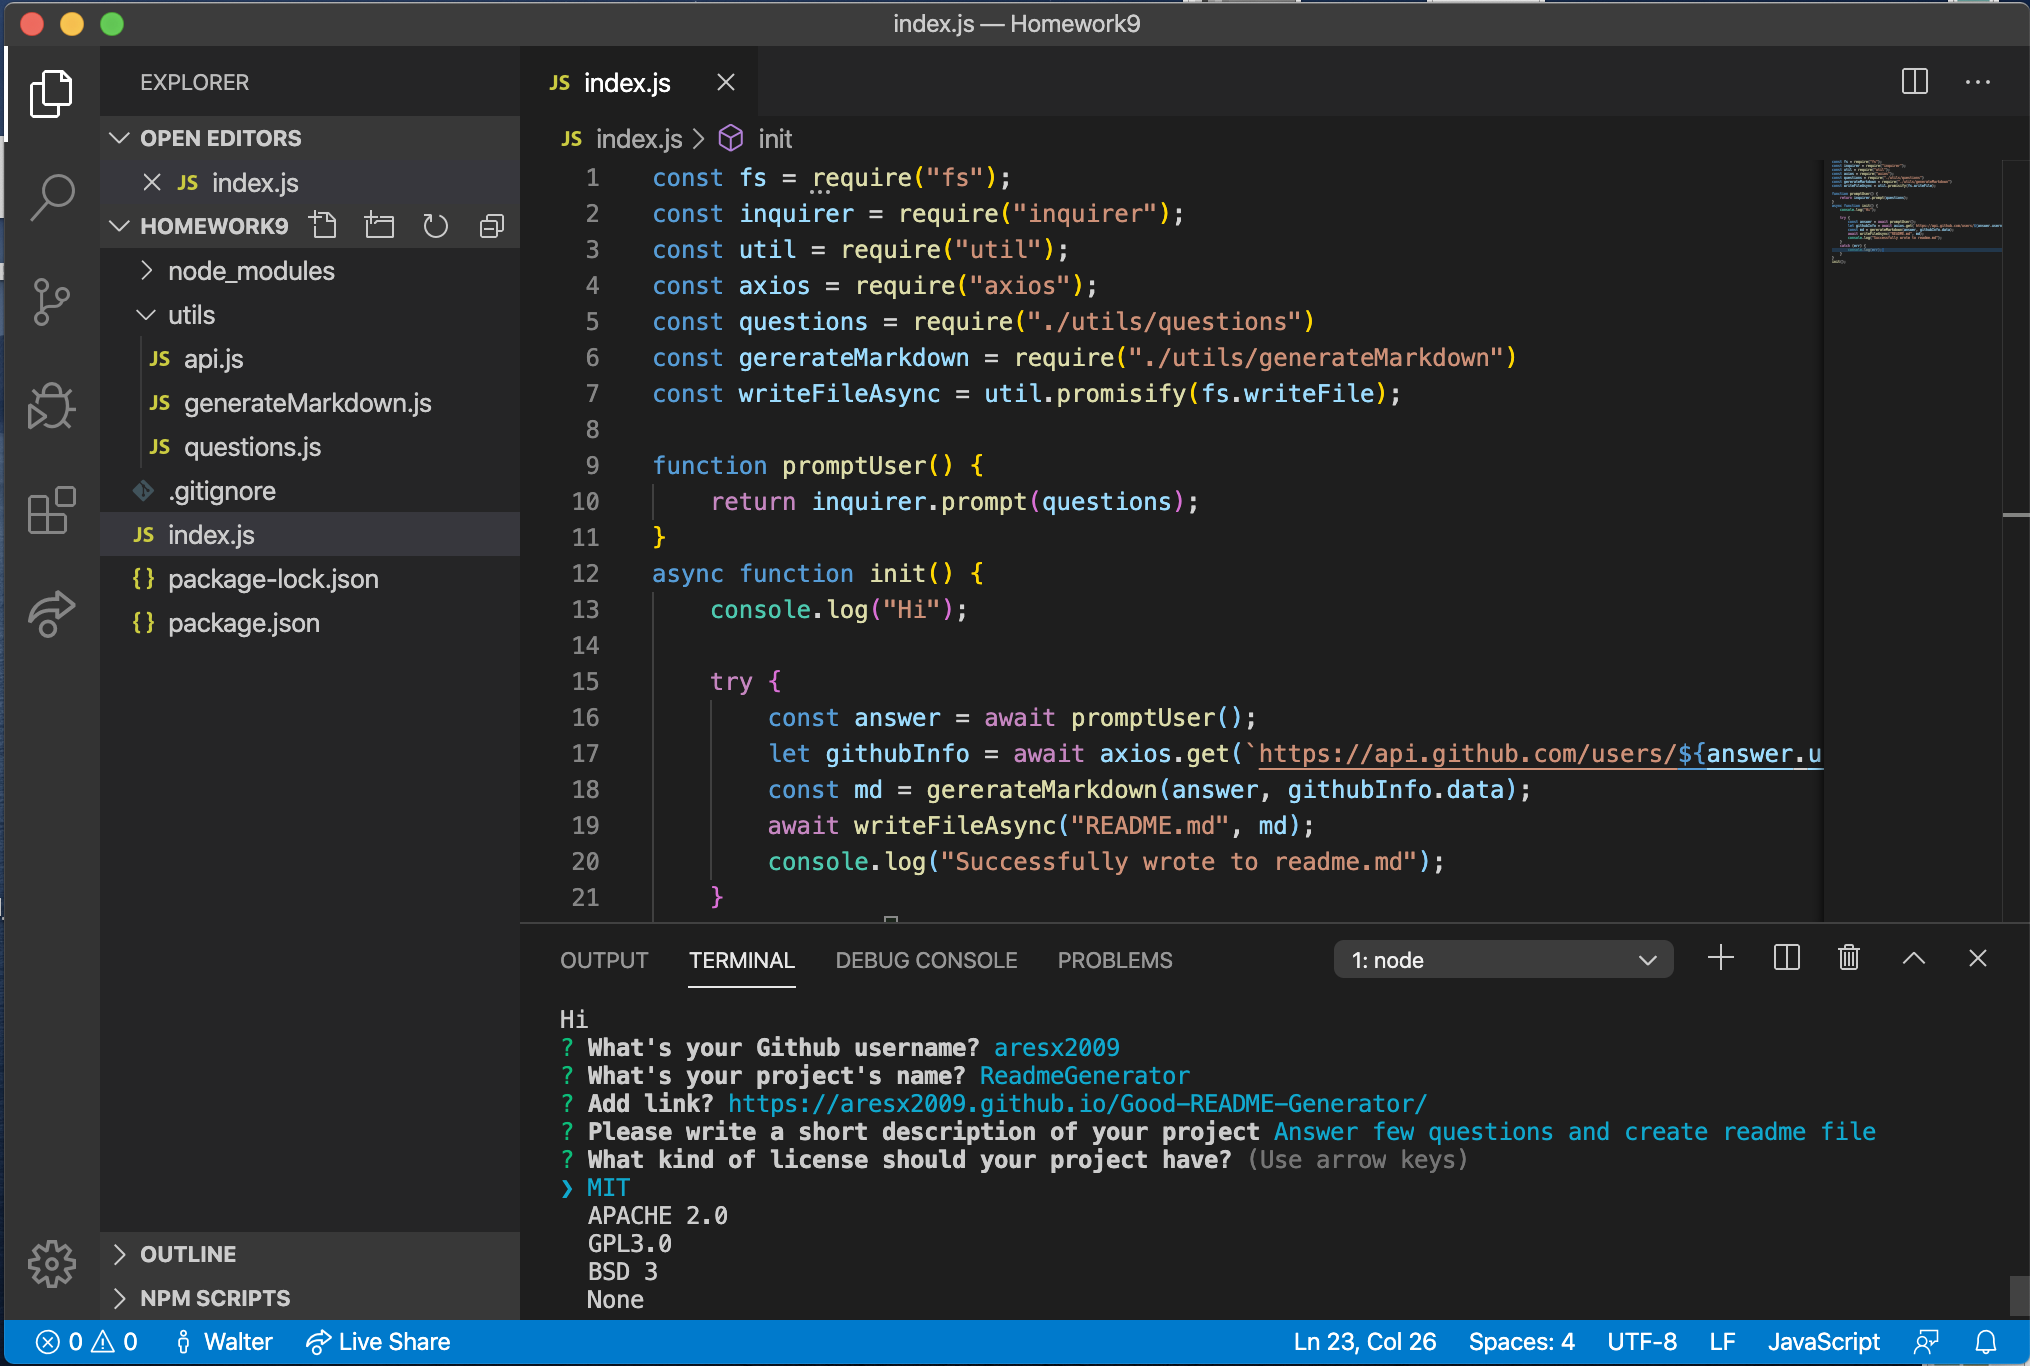 index.js — Homework9
EXPLORER
OPEN EDITORS
JS index.js
HOMEWORK9
node_modules
utils
JS api.js
JS generateMarkdown.js
JS questions.js
.gitignore
JS index.js
{} package-lock.json
{} package.json
OUTLINE
NPM SCRIPTS
JS index.js
JS index.js > init
1 const fs = require("fs");
2 const inquirer = require("inquirer");
3 const util = require("util");
4 const axios = require("axios");
5 const questions = require("./utils/questions")
6 const gererateMarkdown = require("./utils/generateMarkdown")
7 const writeFileAsync = util.promisify(fs.writeFile);
8
9 function promptUser() {
10 return inquirer.prompt(questions);
11 }
12 async function init() {
13 console.log("Hi");
14
15 try {
16 const answer = await promptUser();
17 let githubInfo = await axios.get(`https://api.github.com/users/${answer.u
18 const md = gererateMarkdown(answer, githubInfo.data);
19 await writeFileAsync("README.md", md);
20 console.log("Successfully wrote to readme.md");
21 }
OUTPUT TERMINAL DEBUG CONSOLE PROBLEMS 1: node
Hi
? What's your Github username? aresx2009
? What's your project's name? ReadmeGenerator
? Add link? https://aresx2009.github.io/Good-README-Generator/
? Please write a short description of your project Answer few questions and create readme file
? What kind of license should your project have? (Use arrow keys)
❯ MIT
APACHE 2.0
GPL3.0
BSD 3
None
0 0 Walter Live Share Ln 23, Col 26 Spaces: 4 UTF-8 LF JavaScript